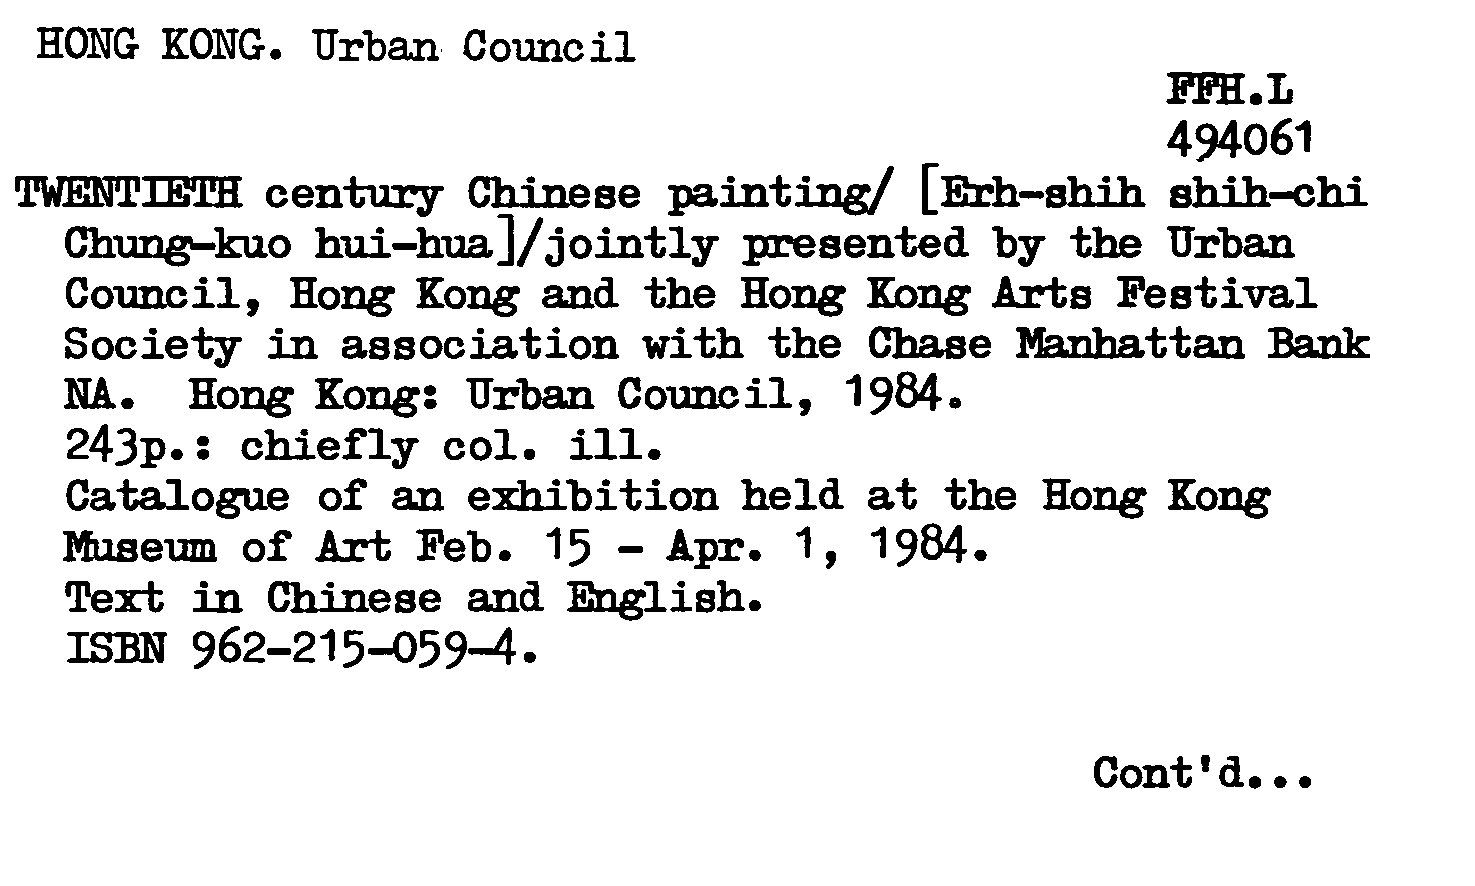 HONG KONG. Urban Council
FFH.L
494061
TWENTIETH century Chinese painting/ [Erh-shih shih-chi
Chung-kuo hui-hua]/jointly presented by the Urban
Council, Hong Kong and the Hong Kong Arts Festival
Society in association with the Chase Manhattan Bank
NA. Hong Kong: Urban Council, 1984.
243p.: chiefly col. ill.
Catalogue of an exhibition held at the Hong Kong
Museum of Art Feb. 15 - Apr. 1, 1984.
Text in Chinese and English.
ISBN 962-215-059-4.
Cont'd...